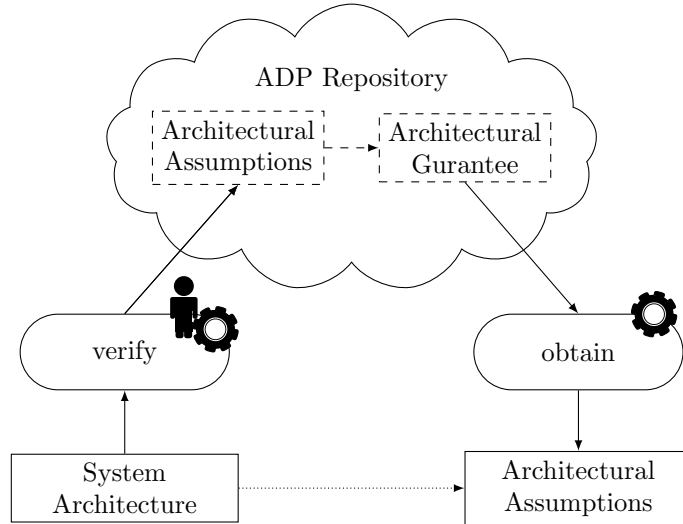 ADP Repository
Architectural
Assumptions
Architectural
Gurantee
verify
obtain
System
Architecture
Architectural
Assumptions